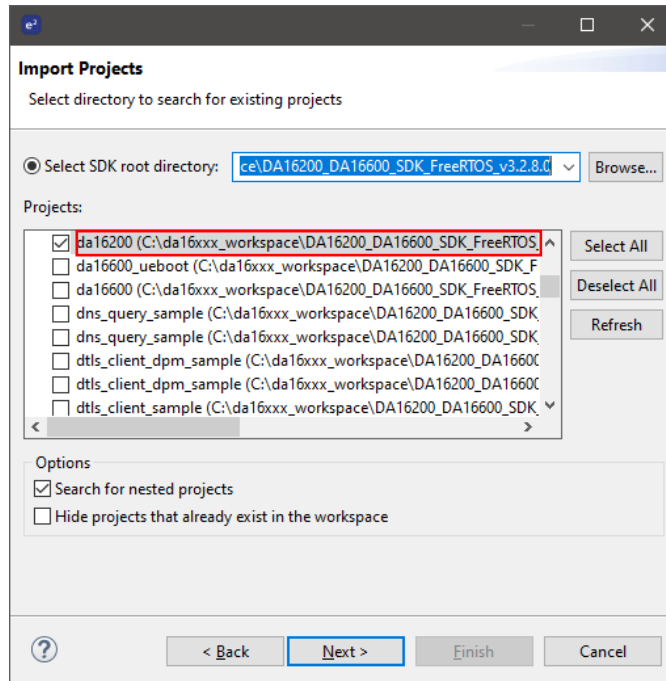 e²
Import Projects
Select directory to search for existing projects
Select SDK root directory: ce\DA16200_DA16600_SDK_FreeRTOS_v3.2.8.0 Browse...
Projects:
da16200 (C:\da16xxx_workspace\DA16200_DA16600_SDK_FreeRTOS_ Select All
da16600_ueboot (C:\da16xxx_workspace\DA16200_DA16600_SDK_F
da16600 (C:\da16xxx_workspace\DA16200_DA16600_SDK_FreeRTOS_ Deselect All
dns_query_sample (C:\da16xxx_workspace\DA16200_DA16600_SDK_
dns_query_sample (C:\da16xxx_workspace\DA16200_DA16600_SDK_ Refresh
dtls_client_dpm_sample (C:\da16xxx_workspace\DA16200_DA1660(
dtls_client_dpm_sample (C:\da16xxx_workspace\DA16200_DA1660(
dtls_client_sample (C:\da16xxx_workspace\DA16200_DA16600_SDK_
Options
Search for nested projects
Hide projects that already exist in the workspace
? < Back Next > Finish Cancel